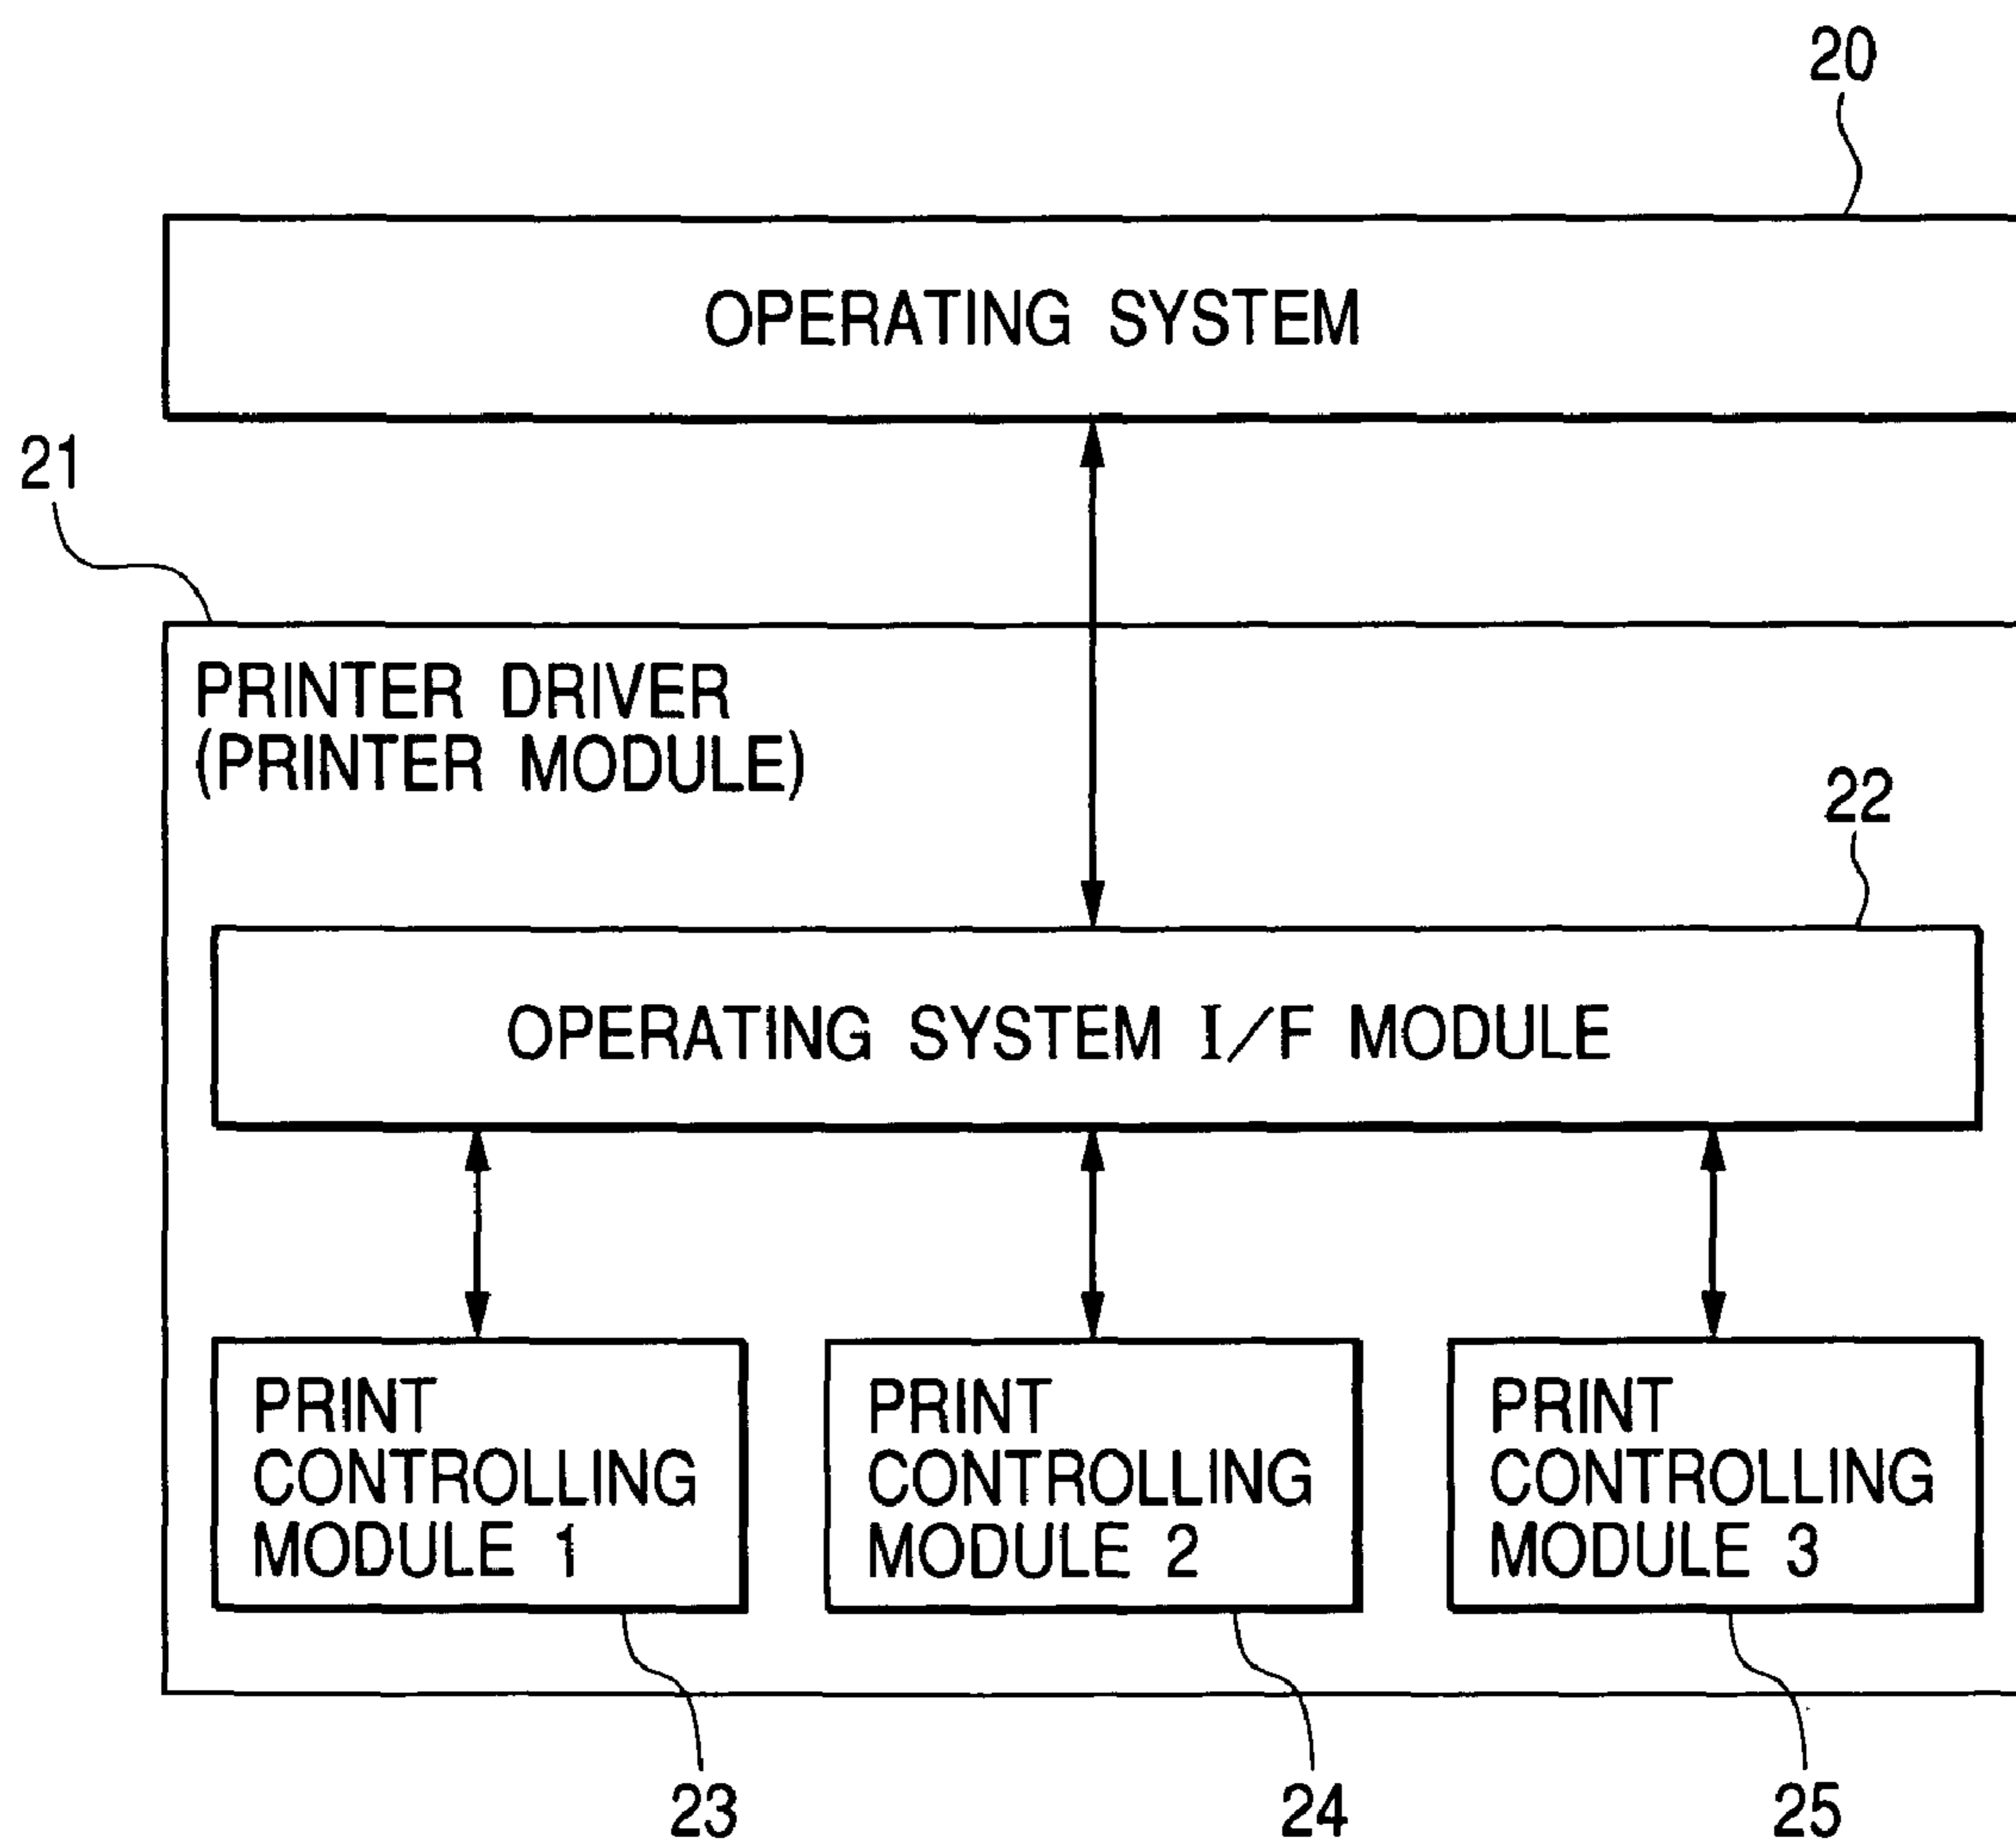 20
OPERATING SYSTEM
21
PRINTER DRIVER
(PRINTER MODULE)
22
OPERATING SYSTEM I/F MODULE
PRINT
CONTROLLING
MODULE 1
PRINT
CONTROLLING
MODULE 2
PRINT
CONTROLLING
MODULE 3
23
24
25